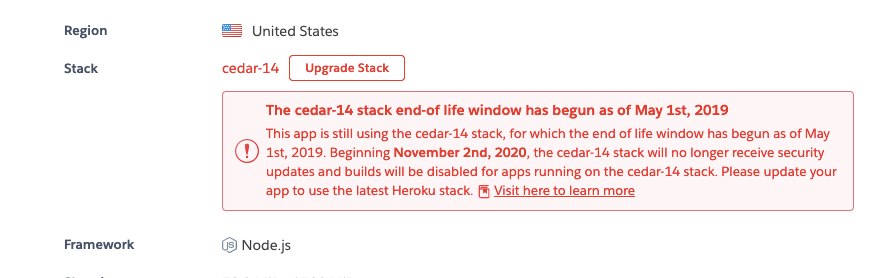 Region United States
Stack cedar-14 Upgrade Stack
The cedar-14 stack end-of life window has begun as of May 1st, 2019
This app is still using the cedar-14 stack, for which the end of life window has begun as of May
1st, 2019. Beginning November 2nd, 2020, the cedar-14 stack will no longer receive security
updates and builds will be disabled for apps running on the cedar-14 stack. Please update your
app to use the latest Heroku stack. Visit here to learn more
Framework JS Node.js